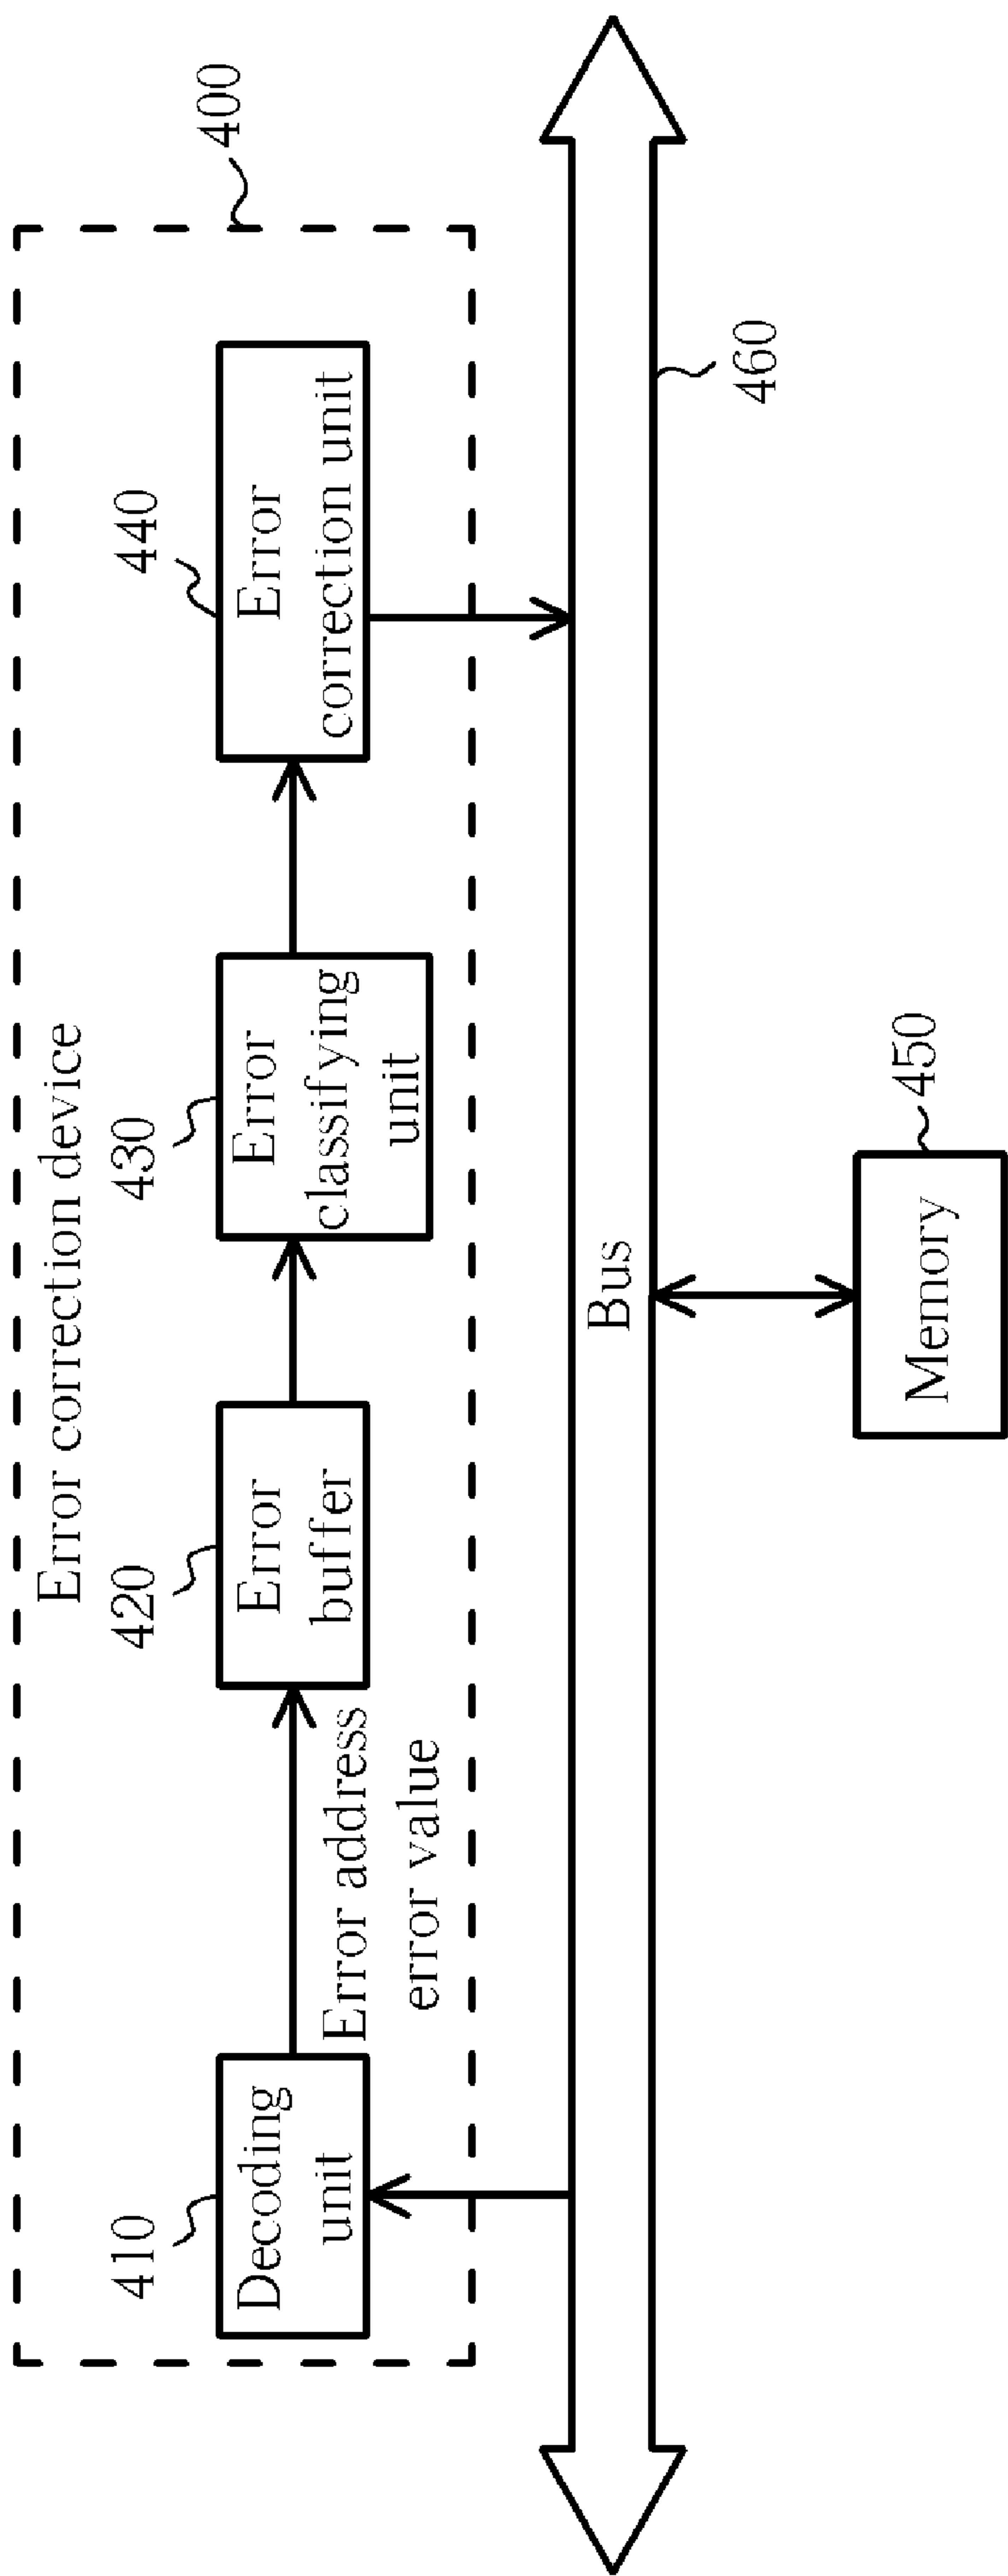 Error correction device
400
410
420
430
440
Decoding
unit
Error address
error value
Error
buffer
Error
classifying
unit
Error
correction unit
Bus
460
Memory
450